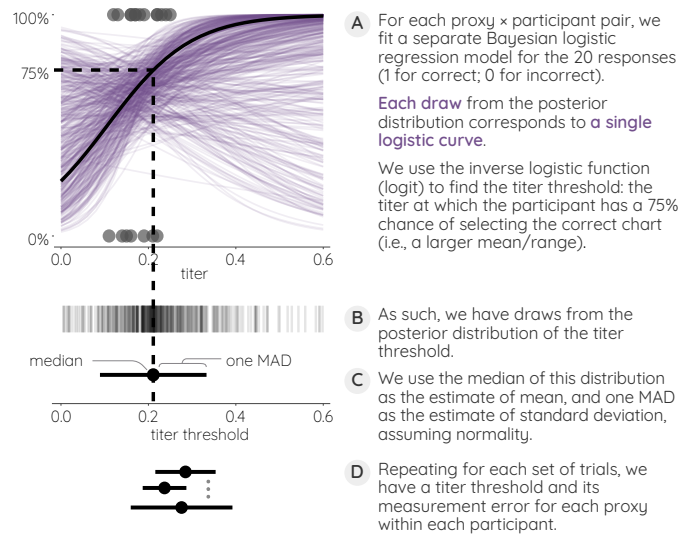 100%
75%
0%
0.0
0.2
0.4
0.6
titer
median
one MAD
0.0
0.2
0.4
0.6
titer threshold
A
For each proxy × participant pair, we
fit a separate Bayesian logistic
regression model for the 20 responses
(1 for correct; 0 for incorrect).
Each draw from the posterior
distribution corresponds to a single
logistic curve.
We use the inverse logistic function
(logit) to find the titer threshold: the
titer at which the participant has a 75%
chance of selecting the correct chart
(i.e., a larger mean/range).
B
As such, we have draws from the
posterior distribution of the titer
threshold.
C
We use the median of this distribution
as the estimate of mean, and one MAD
as the estimate of standard deviation,
assuming normality.
D
Repeating for each set of trials, we
have a titer threshold and its
measurement error for each proxy
within each participant.